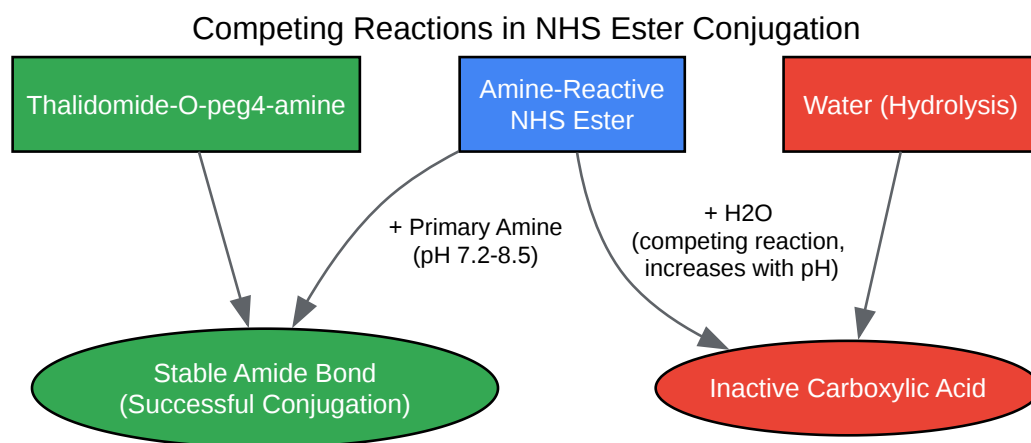 Competing Reactions in NHS Ester Conjugation
Thalidomide-O-peg4-amine
Amine-Reactive
NHS Ester
Water (Hydrolysis)
+ Primary Amine
(pH 7.2-8.5)
+ H2O
(competing reaction,
increases with pH)
Stable Amide Bond
(Successful Conjugation)
Inactive Carboxylic Acid